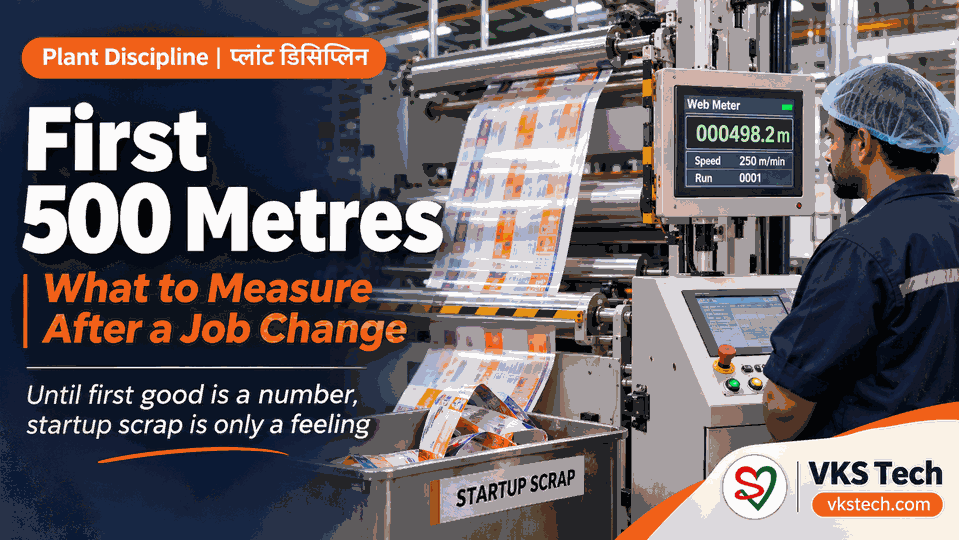 Plant Discipline | प्लांट डिसिप्लिन
First
500 Metres
What to Measure
After a Job Change
Until first good is a number,
startup scrap is only a feeling
Web Meter
000498.2 m
Speed 250 m/min
Run 0001
STARTUP SCRAP
VKS Tech
vkstech.com